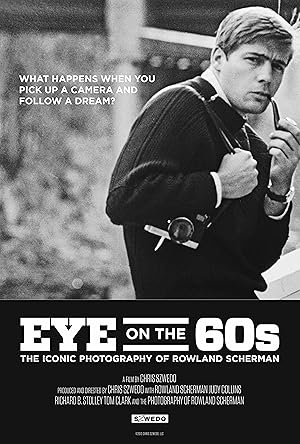 WHAT HAPPENS WHEN YOU
PICK UP A CAMERA AND
FOLLOW A DREAM?
EYE ON THE 60s
THE ICONIC PHOTOGRAPHY OF ROWLAND SCHERMAN
A FILM BY CHRIS SZWEDO
PRODUCED AND DIRECTED BY CHRIS SZWEDO WITH ROWLAND SCHERMAN JUDY COLLINS
RICHARD B. STOLLEY TOM CLARK AND THE PHOTOGRAPHY OF ROWLAND SCHERMAN
SZWEDO